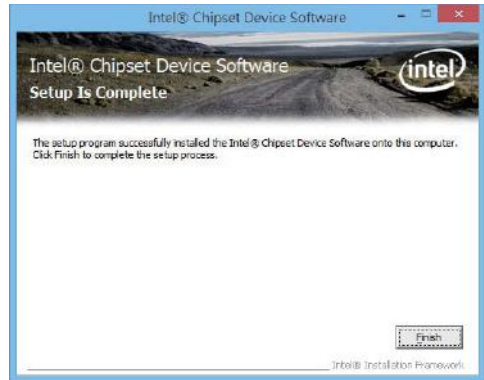 Intel® Chipset Device Software
Intel® Chipset Device Software
intel
Setup Is Complete
The setup program successfully installed the Intel® Chipset Device Software onto this computer.
Click Finish to complete the setup process.
Finish
Intel® Installation Framework